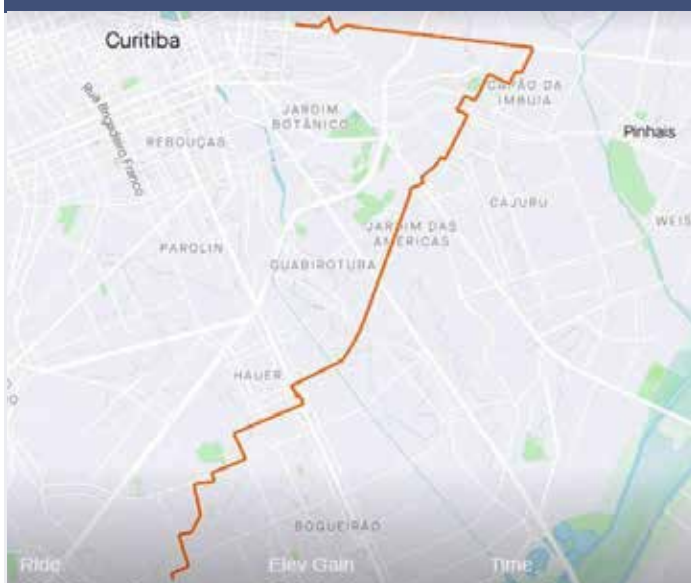 Curitiba
CAPÃO DA
IMBUIA
JARDIM
BOTÂNICO
Pinhais
REBOUÇAS
Rua Brigadeiro Franco
CAJURU
WEIS
JARDIM DAS
AMÉRICAS
PAROLIN
GUABIROTUBA
HAUER
BOQUEIRÃO
Ride
Elev Gain
Time